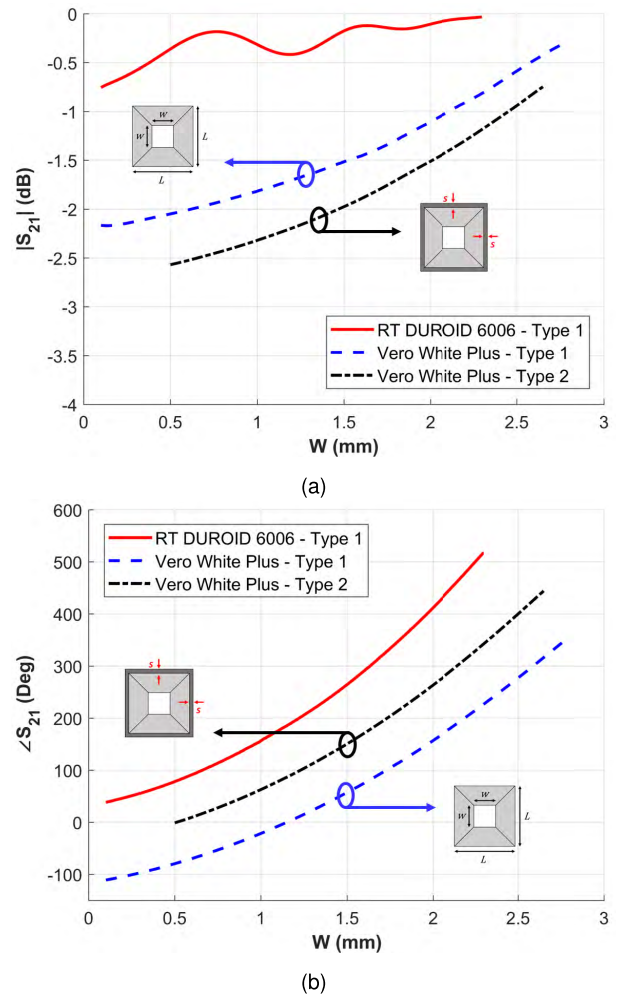 0
-0.5
-1
-1.5
-2
-2.5
-3
-3.5
-4
|S21| (dB)
W
W
L
L
s
s
RT DUROID 6006 - Type 1
Vero White Plus - Type 1
Vero White Plus - Type 2
0 0.5 1 1.5 2 2.5 3
W (mm)
(a)
600
500
400
300
200
100
0
-100
∠S21 (Deg)
RT DUROID 6006 - Type 1
Vero White Plus - Type 1
Vero White Plus - Type 2
s
s
W
W
L
L
0 0.5 1 1.5 2 2.5 3
W (mm)
(b)